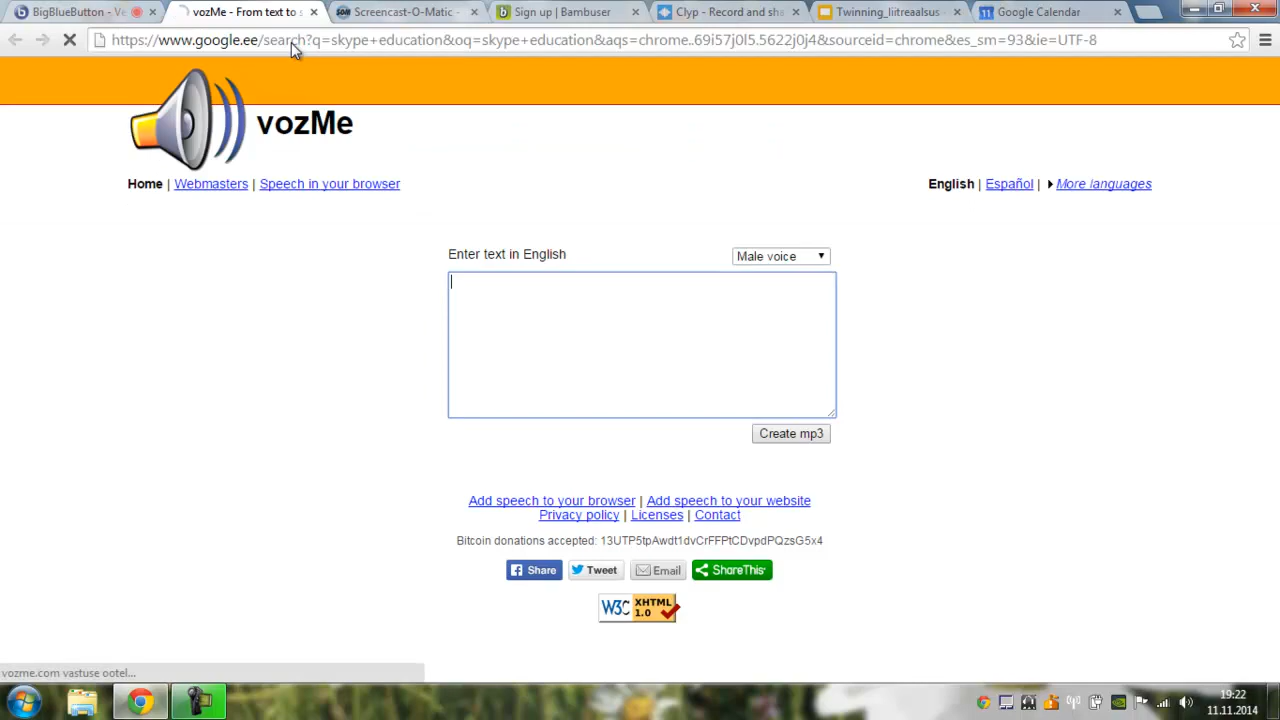 BigBlueButton - Ve
vozMe - From text to s
Screencast-O-Matic -
Sign up | Bambuser
Clyp - Record and sha
Twinning_liitreaalsus
Google Calendar
https://www.google.ee/search?q=skype+education&oq=skype+education&aqs=chrome..69i57j0l5.5622j0j4&sourceid=chrome&es_sm=93&ie=UTF-8
vozMe
Home | Webmasters | Speech in your browser
English | Español | More languages
Enter text in English
Male voice
Create mp3
Add speech to your browser | Add speech to your website
Privacy policy | Licenses | Contact
Bitcoin donations accepted: 13UTP5tpAwdt1dvCrFFPtCDvpdPQzsG5x4
Share
Tweet
Email
ShareThis
W3C XHTML 1.0
vozme.com vastuse ootel...
19:22
11.11.2014